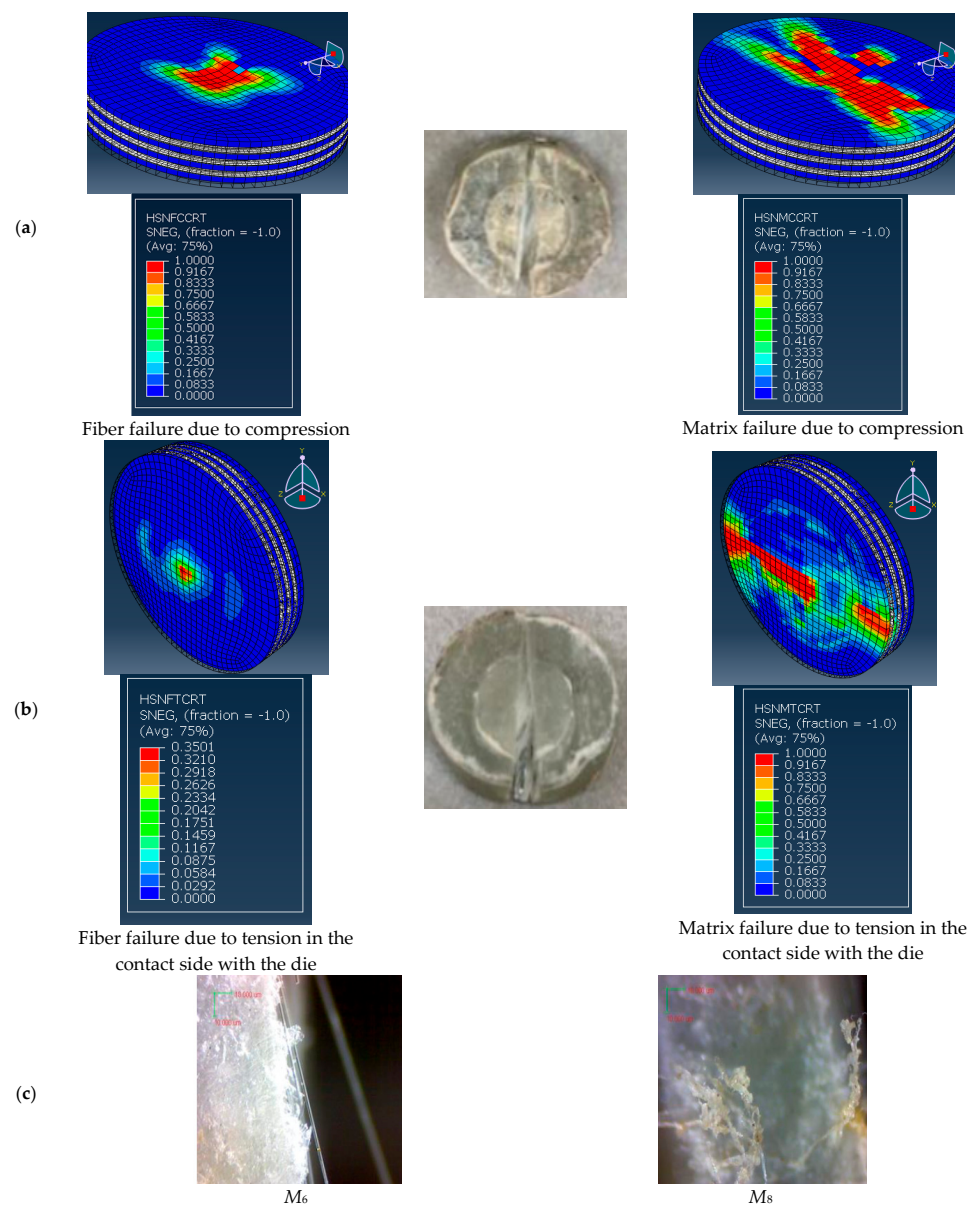 (a)
HSNFCCRT
SNEG, (fraction = -1.0)
(Avg: 75%)
1.0000
0.9167
0.8333
0.7500
0.6667
0.5833
0.5000
0.4167
0.3333
0.2500
0.1667
0.0833
0.0000
Fiber failure due to compression
HSNMCCRT
SNEG, (fraction = -1.0)
(Avg: 75%)
1.0000
0.9167
0.8333
0.7500
0.6667
0.5833
0.5000
0.4167
0.3333
0.2500
0.1667
0.0833
0.0000
Matrix failure due to compression
(b)
Y
Z
X
HSNFTCRT
SNEG, (fraction = -1.0)
(Avg: 75%)
0.3501
0.3210
0.2918
0.2626
0.2334
0.2042
0.1751
0.1459
0.1167
0.0875
0.0584
0.0292
0.0000
Fiber failure due to tension in the
contact side with the die
Y
Z
X
HSNMTCRT
SNEG, (fraction = -1.0)
(Avg: 75%)
1.0000
0.9167
0.8333
0.7500
0.6667
0.5833
0.5000
0.4167
0.3333
0.2500
0.1667
0.0833
0.0000
Matrix failure due to tension in the
contact side with the die
(c)
M6
M8